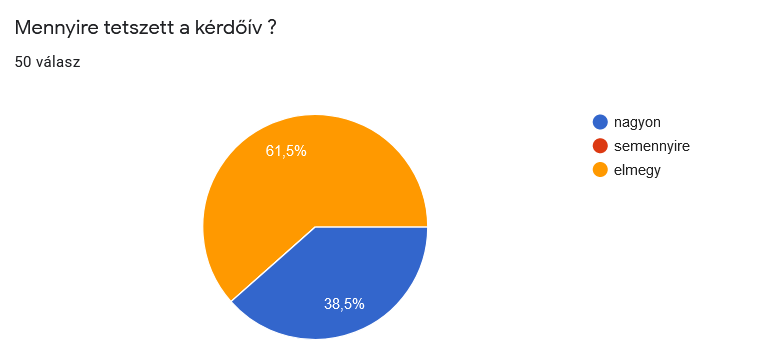 Mennyire tetszett a kérdőív ?
50 válasz
nagyon
semennyire
elmegy
61,5%
38,5%